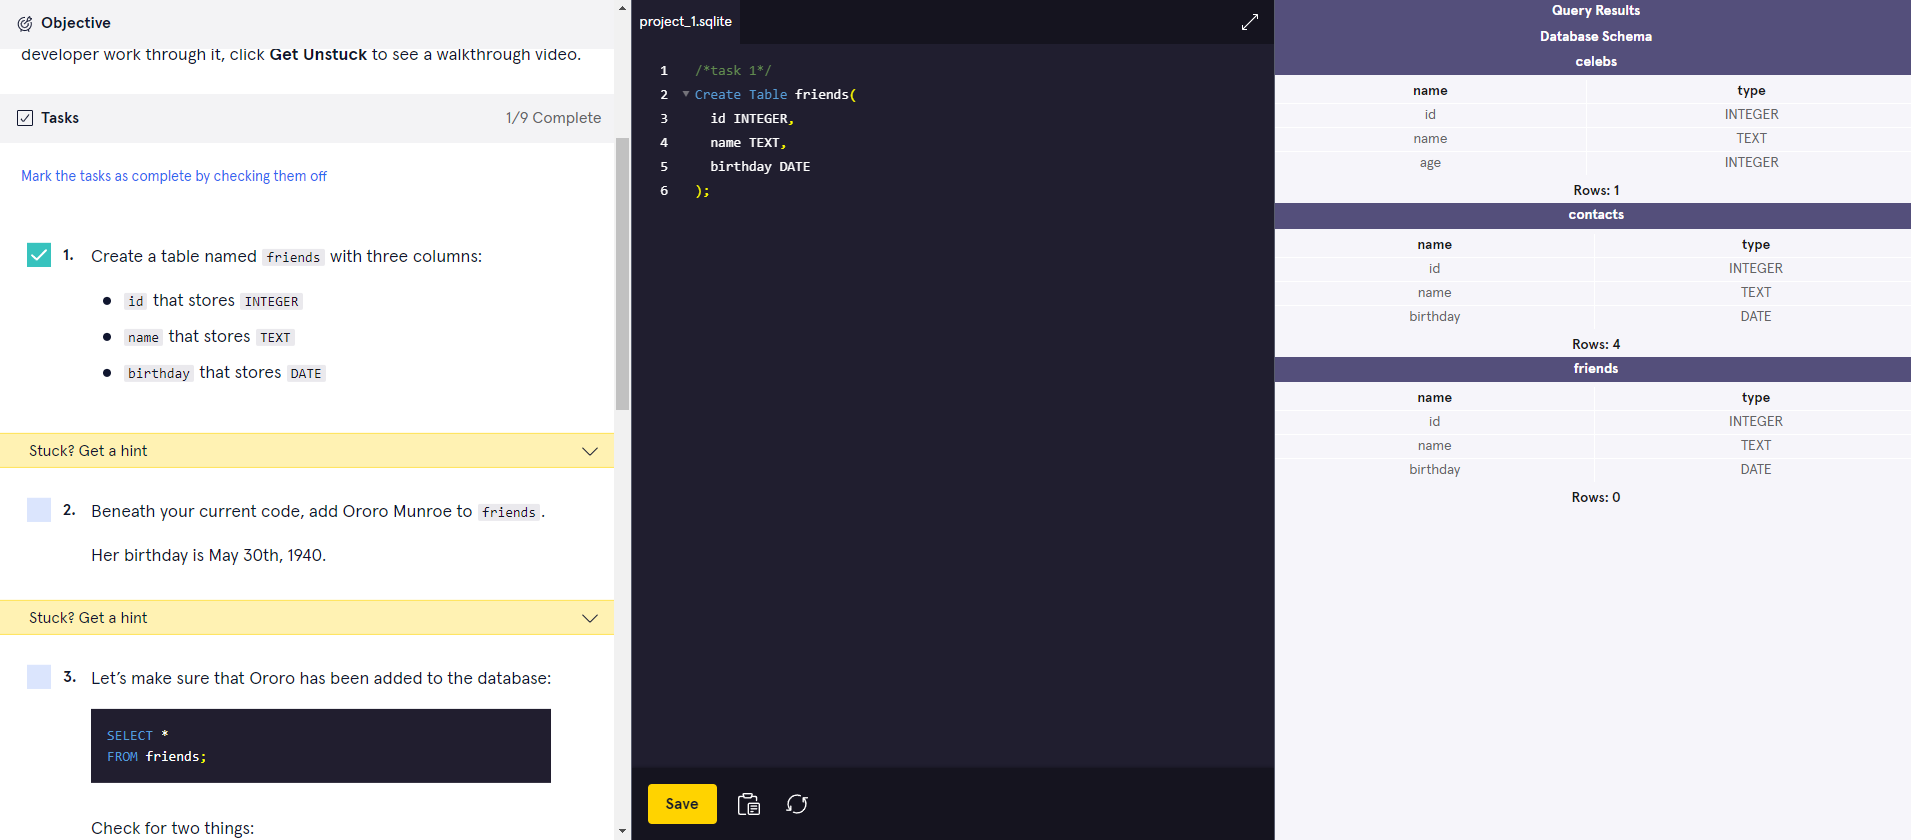 Objective
developer work through it, click Get Unstuck to see a walkthrough video.
Tasks 1/9 Complete
Mark the tasks as complete by checking them off
1. Create a table named friends with three columns:
id that stores INTEGER
name that stores TEXT
birthday that stores DATE
Stuck? Get a hint
2. Beneath your current code, add Ororo Munroe to friends.
Her birthday is May 30th, 1940.
Stuck? Get a hint
3. Let's make sure that Ororo has been added to the database:
SELECT *
FROM friends;
Check for two things:
project_1.sqlite
1 /*task 1*/
2 Create Table friends(
3 id INTEGER,
4 name TEXT,
5 birthday DATE
6 );
Save
Query Results
Database Schema
celebs
name type
id INTEGER
name TEXT
age INTEGER
Rows: 1
contacts
name type
id INTEGER
name TEXT
birthday DATE
Rows: 4
friends
name type
id INTEGER
name TEXT
birthday DATE
Rows: 0